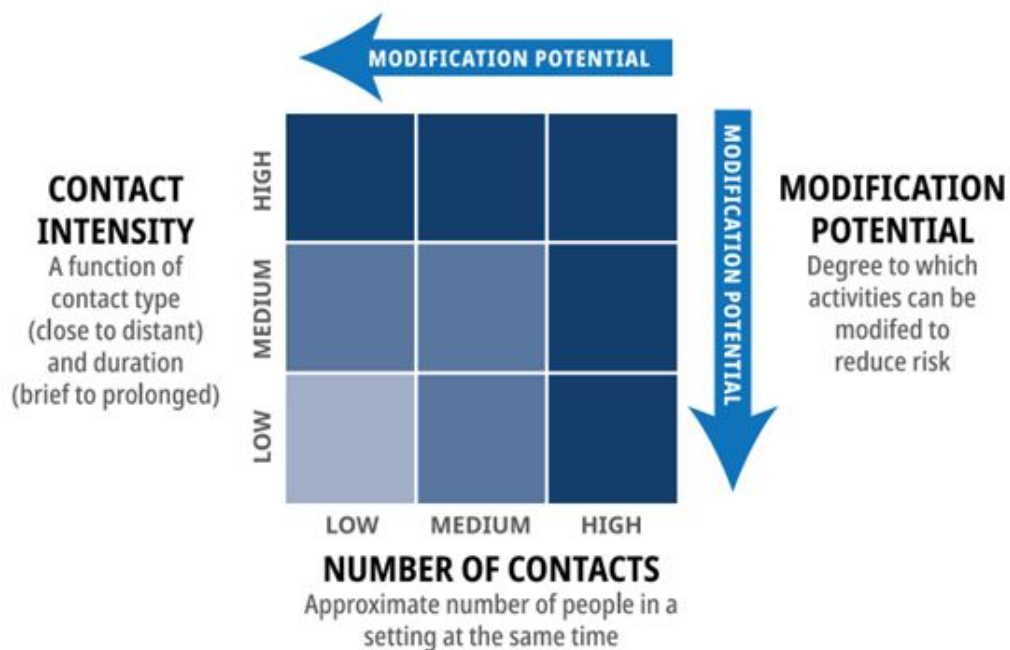 MODIFICATION POTENTIAL
CONTACT
INTENSITY
A function of
contact type
(close to distant)
and duration
(brief to prolonged)
HIGH
MEDIUM
LOW
MODIFICATION POTENTIAL
MODIFICATION
POTENTIAL
Degree to which
activities can be
modifed to
reduce risk
LOW MEDIUM HIGH
NUMBER OF CONTACTS
Approximate number of people in a
setting at the same time